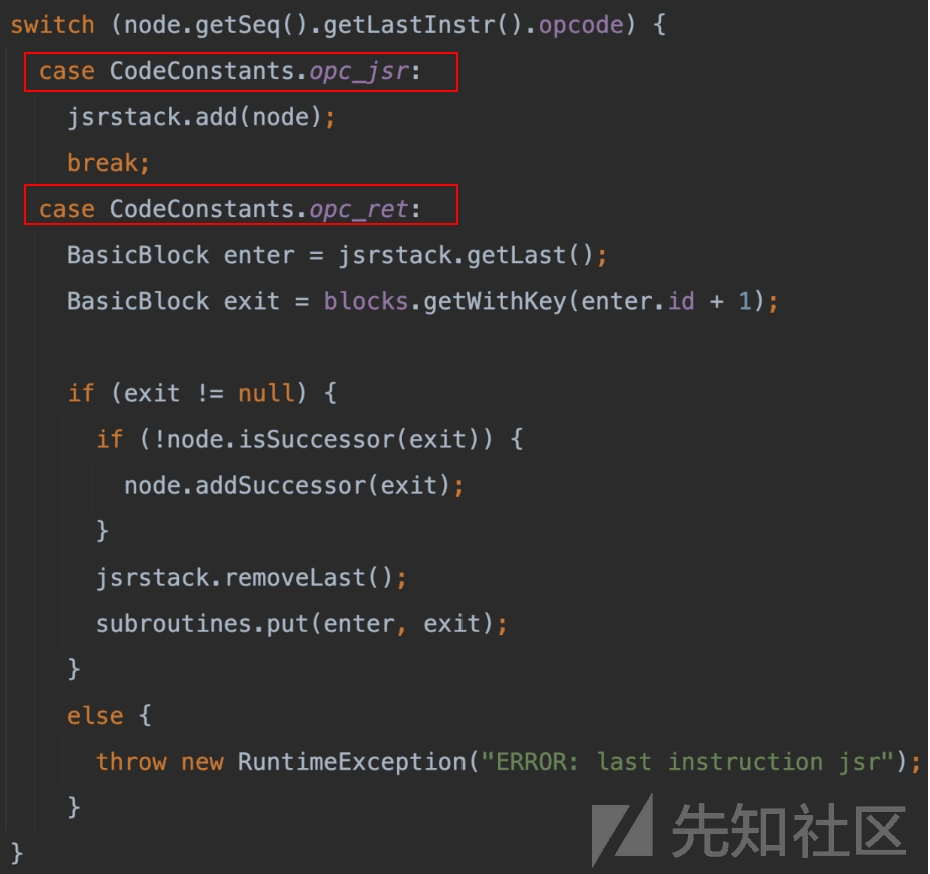 switch (node.getSeq().getLastInstr().opcode) {
case CodeConstants.opc_jsr:
jsrstack.add(node);
break;
case CodeConstants.opc_ret:
BasicBlock enter = jsrstack.getLast();
BasicBlock exit = blocks.getWithKey(enter.id + 1);
if (exit != null) {
if (!node.isSuccessor(exit)) {
node.addSuccessor(exit);
}
jsrstack.removeLast();
subroutines.put(enter, exit);
}
else {
throw new RuntimeException("ERROR: last instruction jsr");
}
}
先知社区